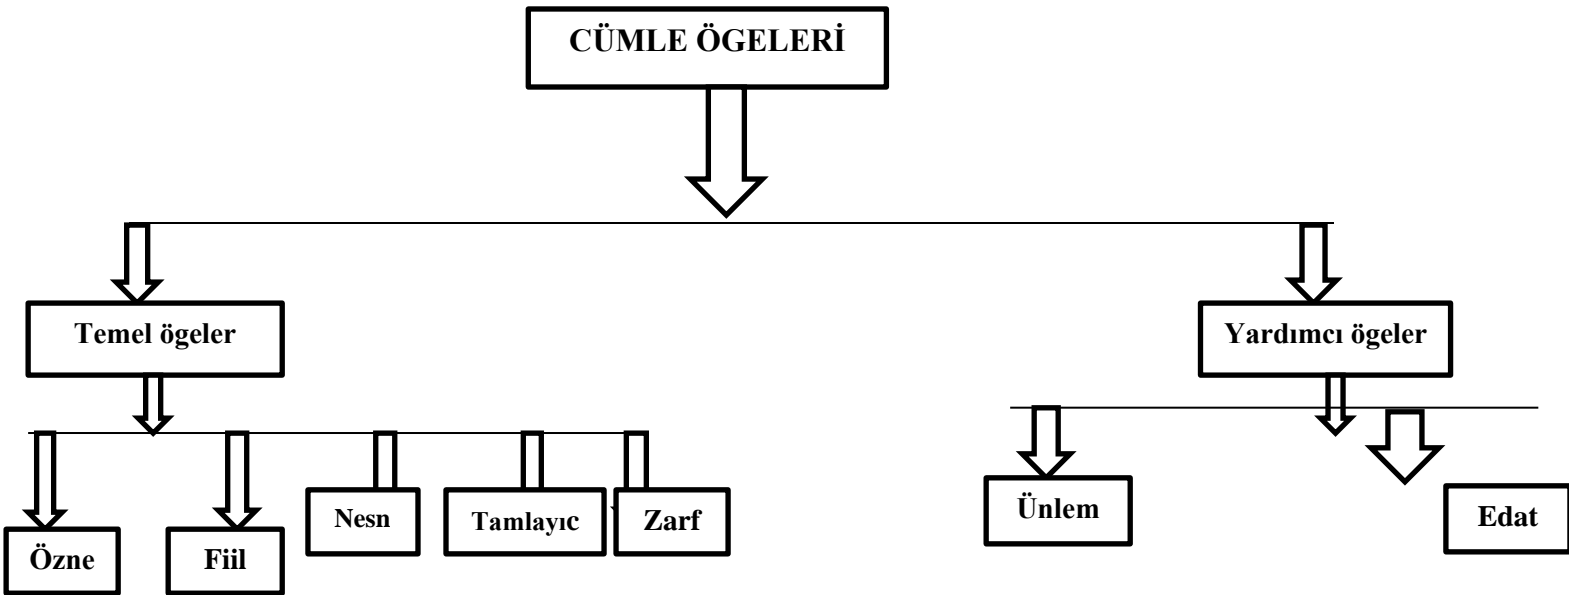 CÜMLE ÖGELERİ
Temel ögeler
Yardımcı ögeler
Özne
Fiil
Nesn
Tamlayıc
Zarf
Ünlem
Edat